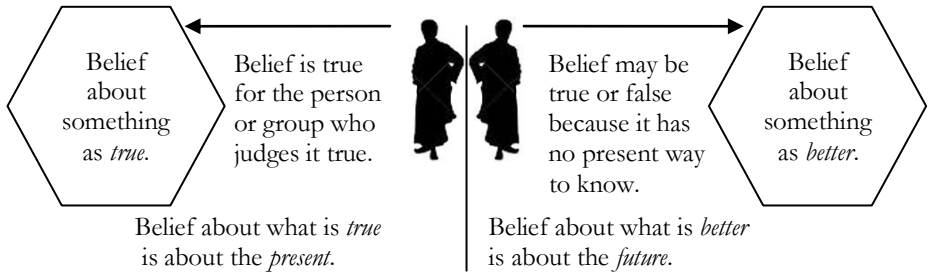 Belief
about
something
as true.
Belief is true
for the person
or group who
judges it true.
Belief may be
true or false
because it has
no present way
to know.
Belief
about
something
as better.
Belief about what is true
is about the present.
Belief about what is better
is about the future.